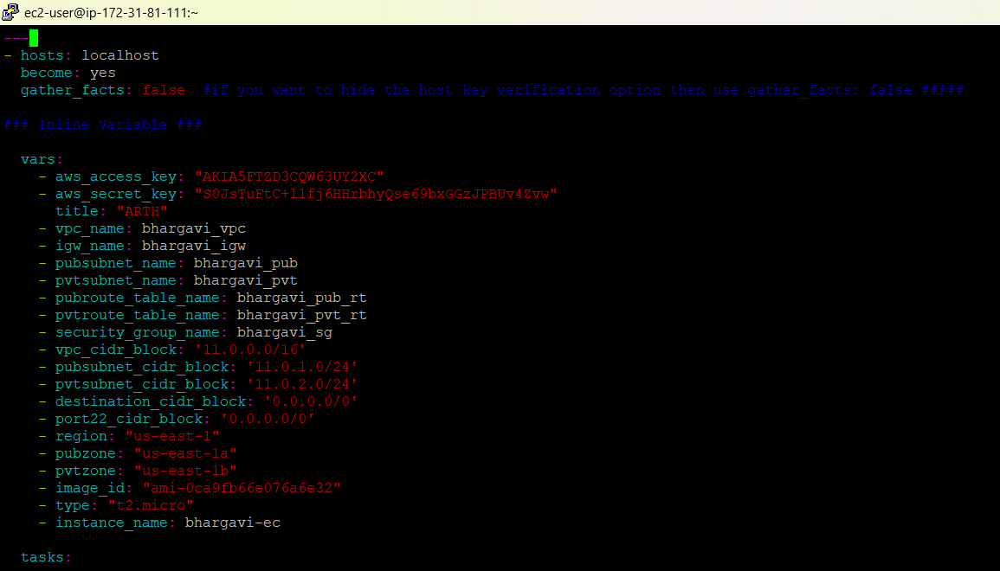 ec2-user@ip-172-31-81-111:~
---
- hosts: localhost
  become: yes
  gather_facts: false  #if you want to hide the host key verification option then use gather_facts: false #####
### Inline Variable ###
  vars:
    - aws_access_key: "AKIA5FTZD3CQW63UY2XC"
    - aws_secret_key: "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"
      title: "ARTH"
    - vpc_name: bhargavi_vpc
    - igw_name: bhargavi_igw
    - pubsubnet_name: bhargavi_pub
    - pvtsubnet_name: bhargavi_pvt
    - pubroute_table_name: bhargavi_pub_rt
    - pvtroute_table_name: bhargavi_pvt_rt
    - security_group_name: bhargavi_sg
    - vpc_cidr_block: '11.0.0.0/16'
    - pubsubnet_cidr_block: '11.0.1.0/24'
    - pvtsubnet_cidr_block: '11.0.2.0/24'
    - destination_cidr_block: '0.0.0.0/0'
    - port22_cidr_block: '0.0.0.0/0'
    - region: "us-east-1"
    - pubzone: "us-east-1a"
    - pvtzone: "us-east-1b"
    - image_id: "ami-0ca9fb66e076a6e32"
    - type: "t2.micro"
    - instance_name: bhargavi-ec
  tasks: